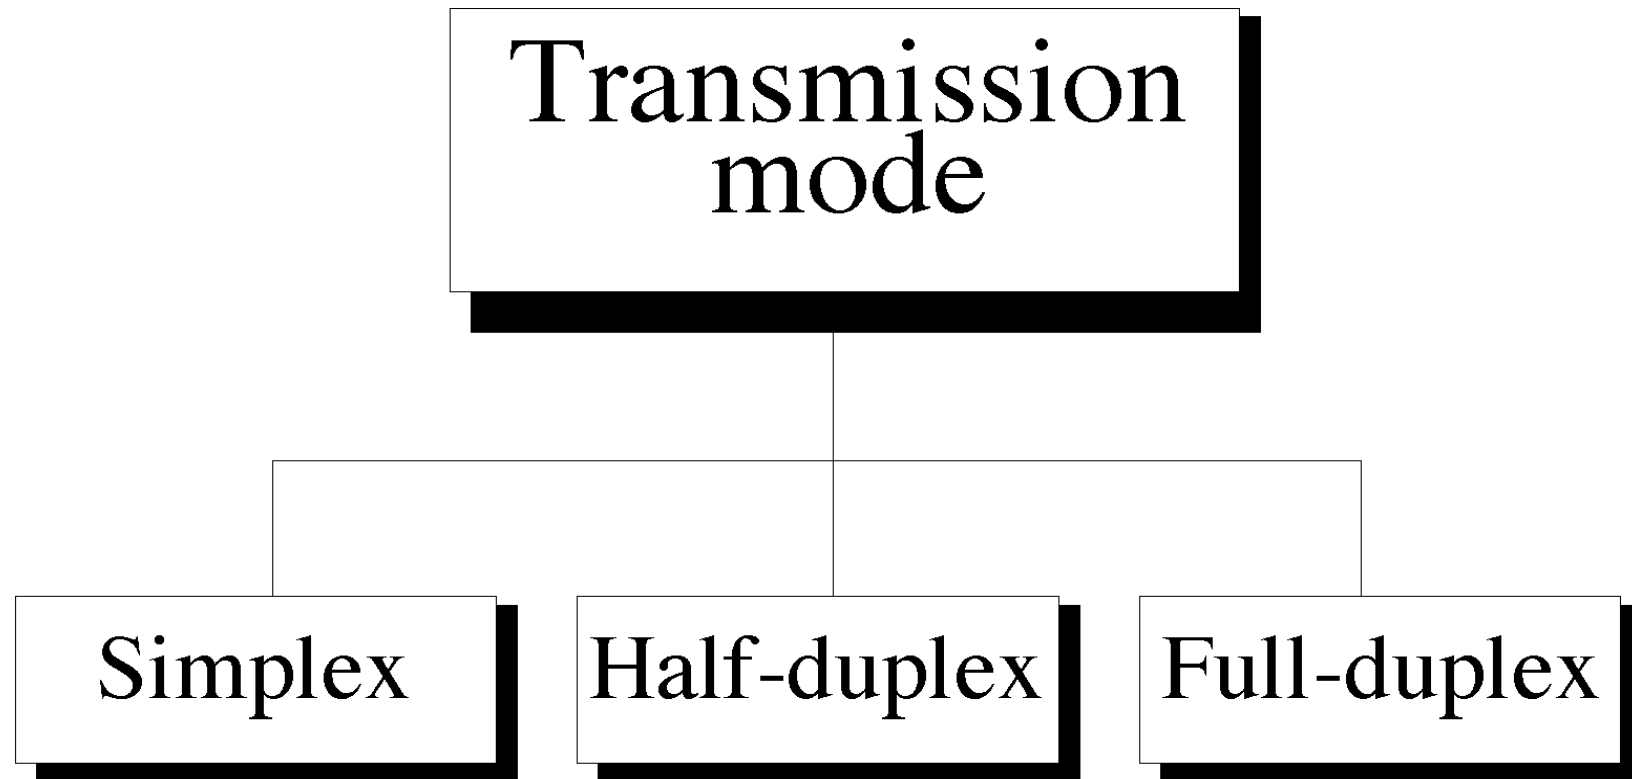 Transmission
mode
Simplex
Half-duplex
Full-duplex